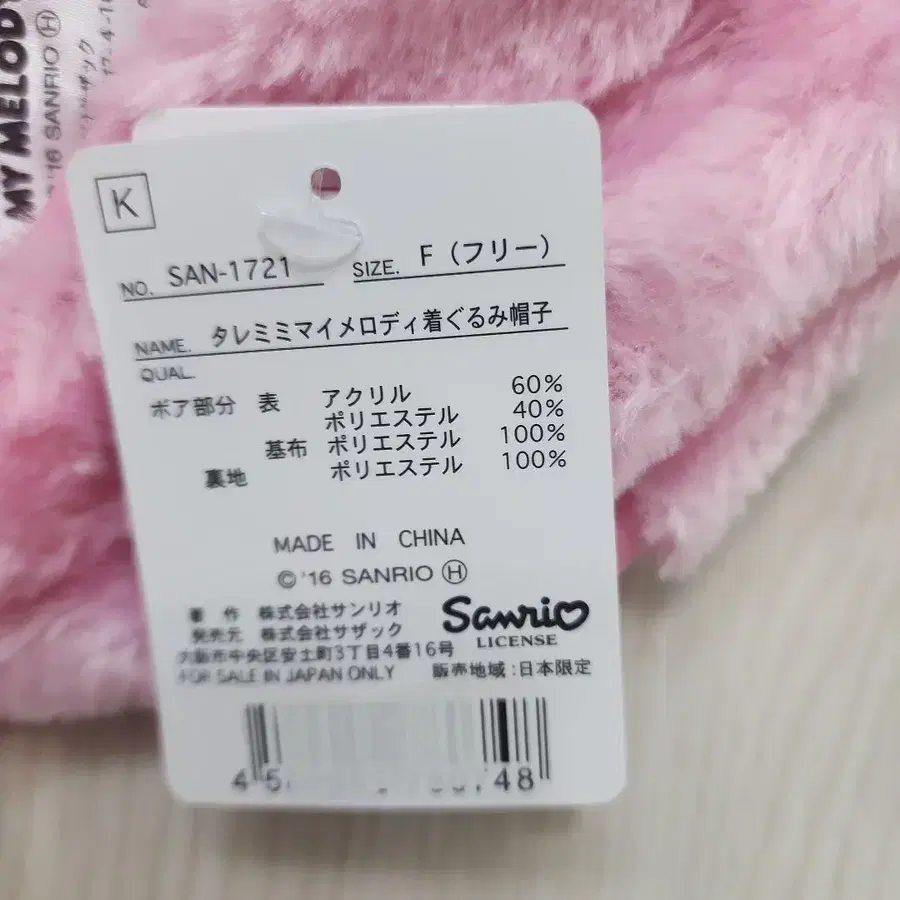 MY MELOD
'16 SANRIO Ⓗ
K
NO. SAN-1721 SIZE. F(フリー)
NAME. タレミミマイメロディ着ぐるみ帽子
QUAL.
ボア部分 表 アクリル 60%
ポリエステル 40%
基布 ポリエステル 100%
裏地 ポリエステル 100%
MADE IN CHINA
© '16 SANRIO Ⓗ
著 作 株式会社サンリオ
発売元 株式会社サザック
大阪市中央区安土町3丁目4番16号
FOR SALE IN JAPAN ONLY 販売地域:日本限定
Sanrio
LICENSE